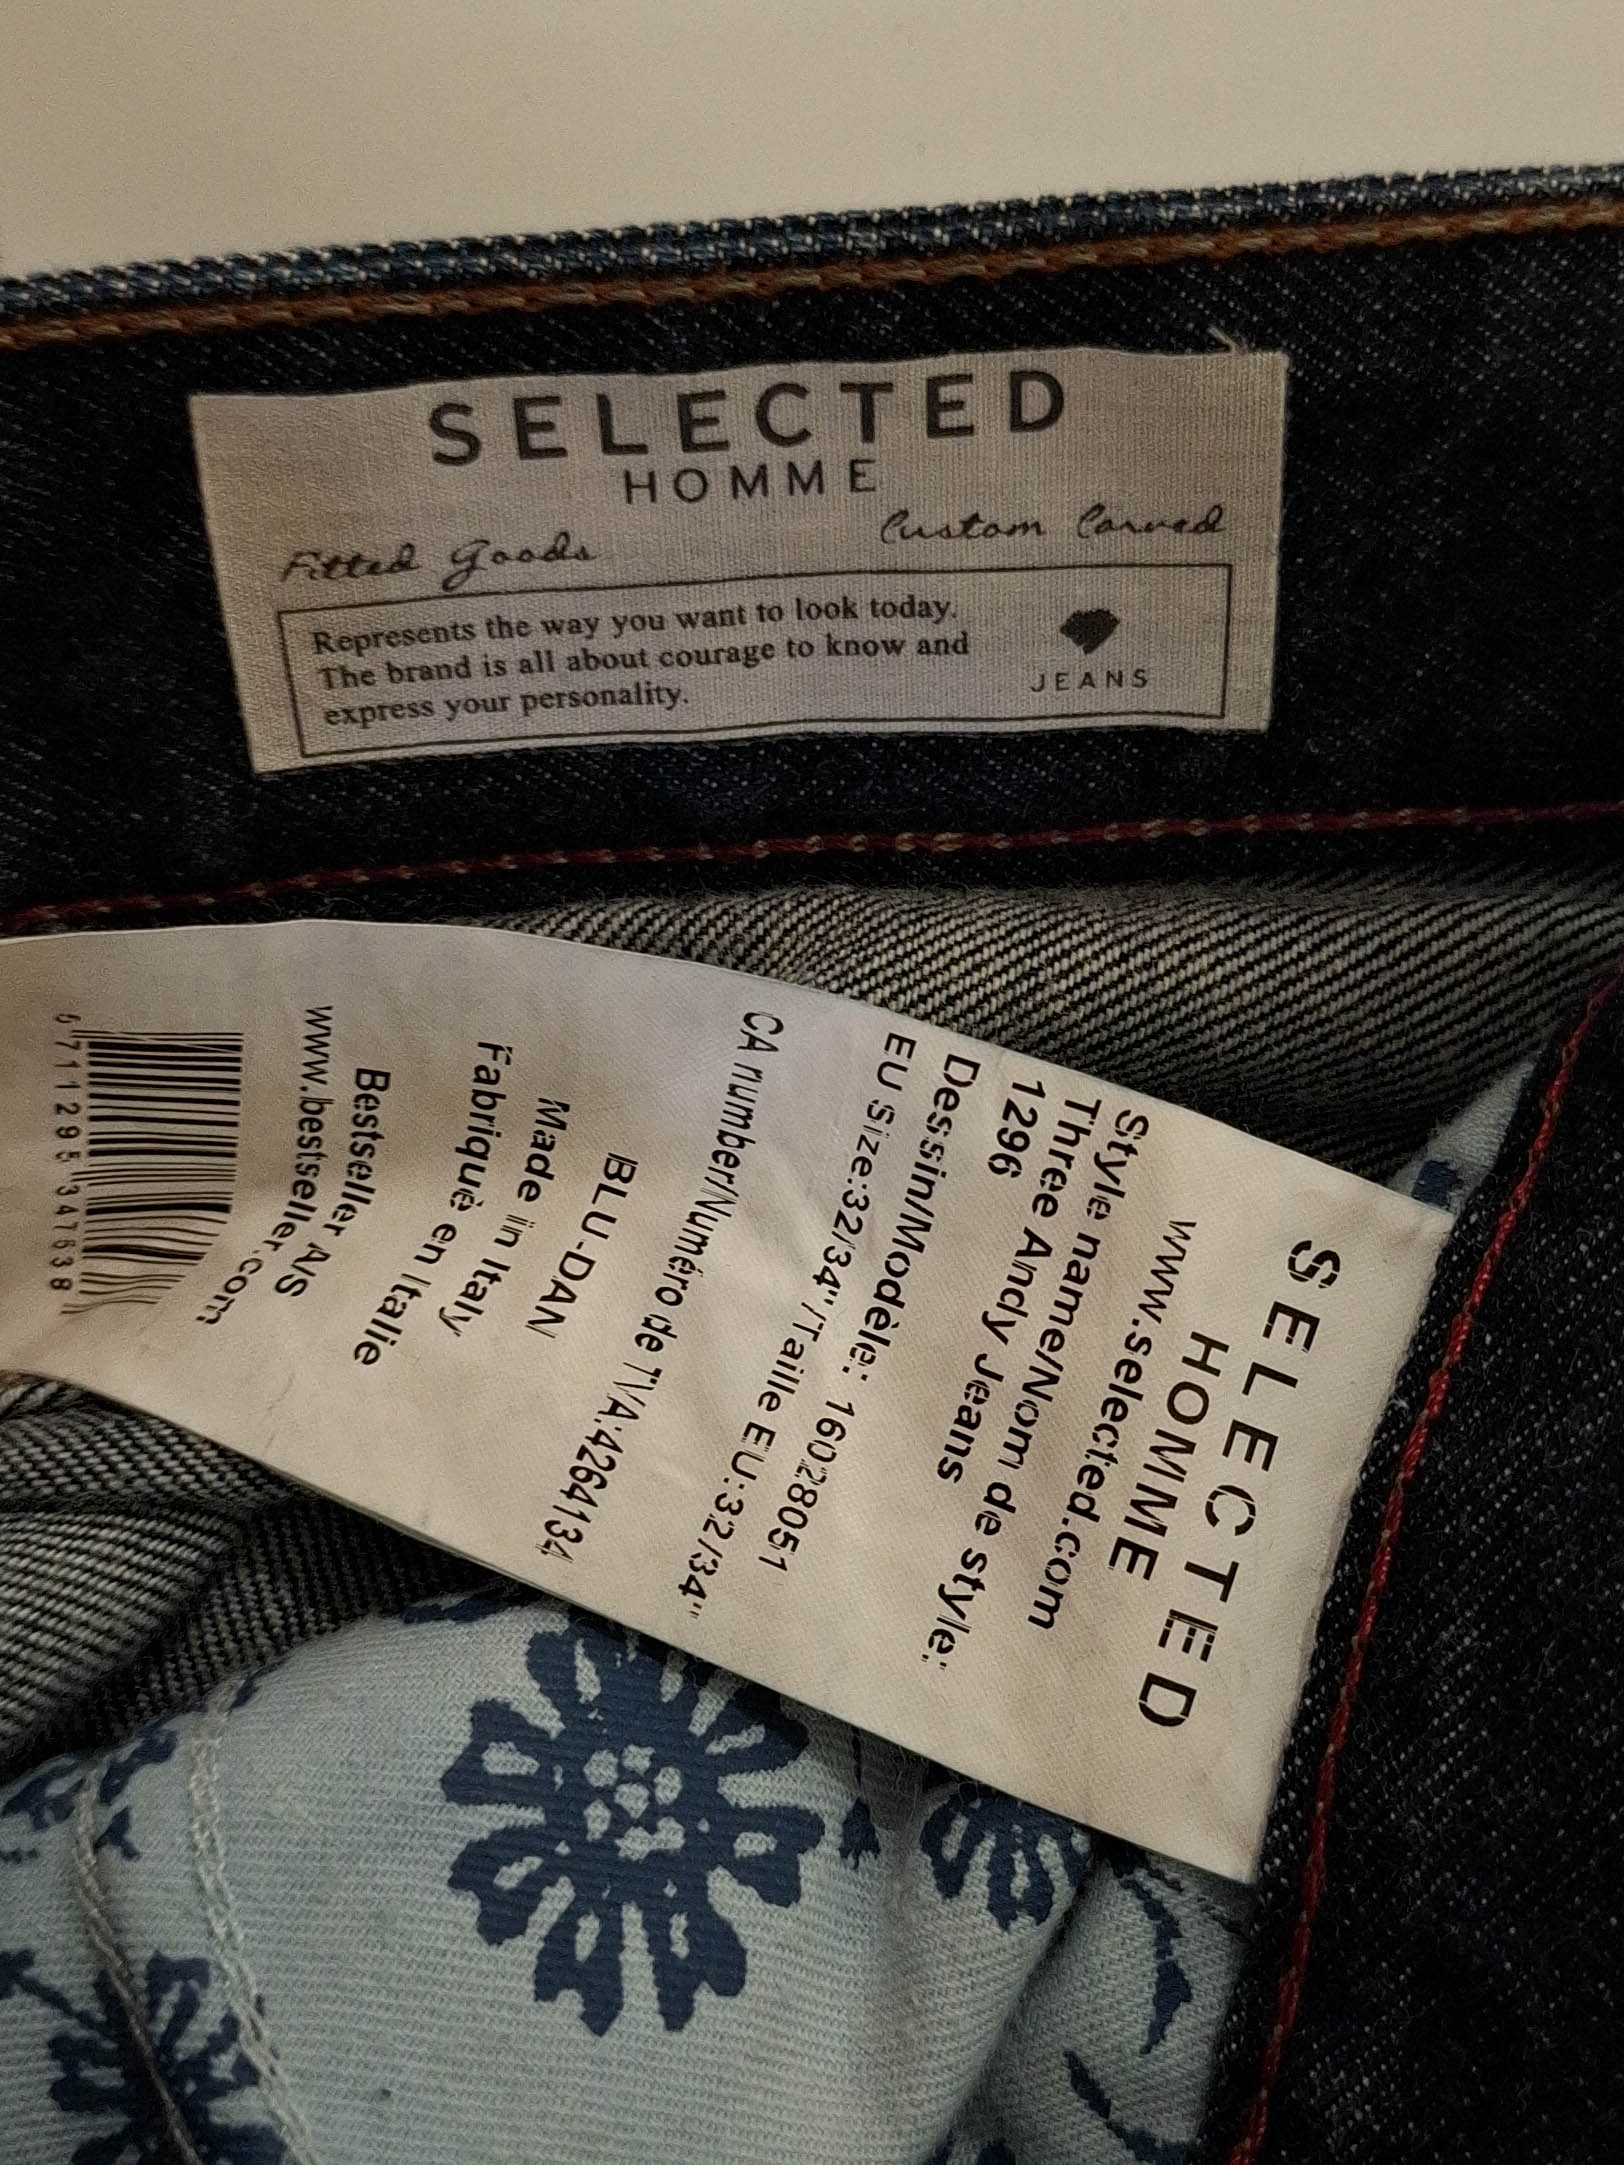 SELECTED
HOMME
Fitted Goods
Custom Carved
Represents the way you want to look today.
The brand is all about courage to know and
express your personality.
JEANS
SELECTED
HOMME
www.selected.com
Style name/Nom de style:
Three Andy Jeans
1296
Dessin/Modèle: 16028051
EU Size:32/34"/Taille EU:32/34"
CA number/Numéro de TVA:4264134
BLU-DAN
Made in Italy
Fabriqué en Italie
Bestseller A/S
www.bestseller.com
5711295347638